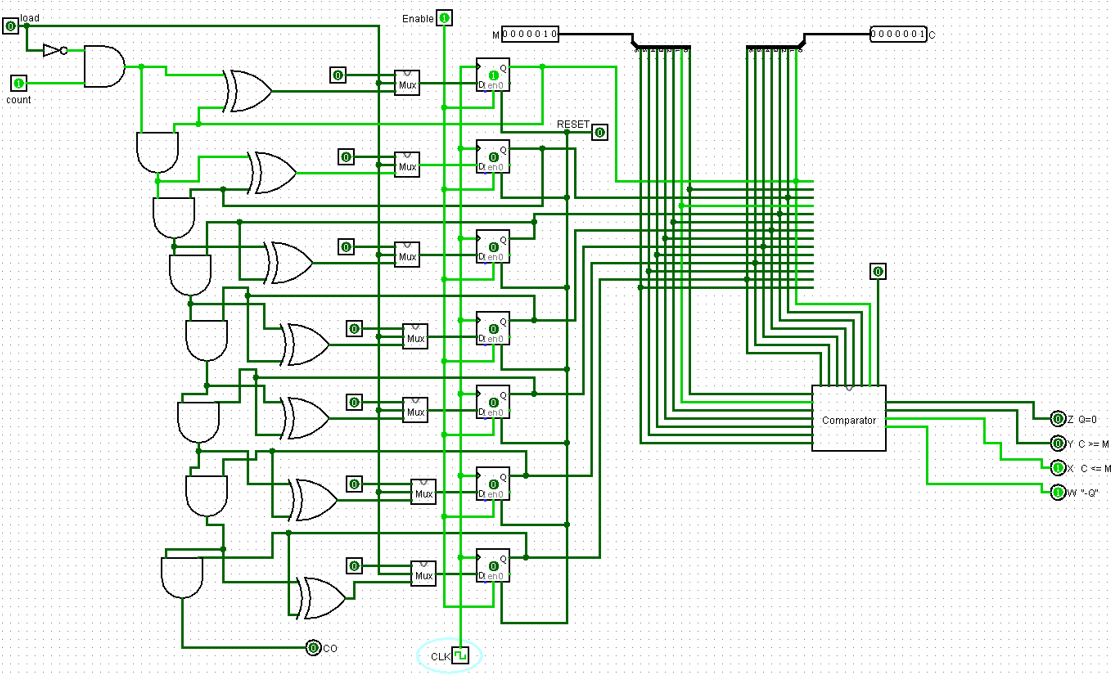 load
0
Enable 1
M 0000010
0000001 C
count
1
0
Mux
D Q
1
en0
RESET 0
0
Mux
D Q
0
en0
0
Mux
D Q
0
en0
0
0
Mux
D Q
0
en0
0
Mux
D Q
0
en0
Comparator
0 Z Q=0
0 Y C >= M
1 X C <= M
1 W "-Q"
0
Mux
D Q
0
en0
0
Mux
D Q
0
en0
0 CO
CLK